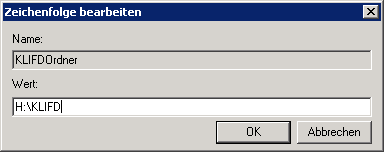 Zeichenfolge bearbeiten
Name:
KLIFDOrdner
Wert:
H:\KLIFD
OK
Abbrechen